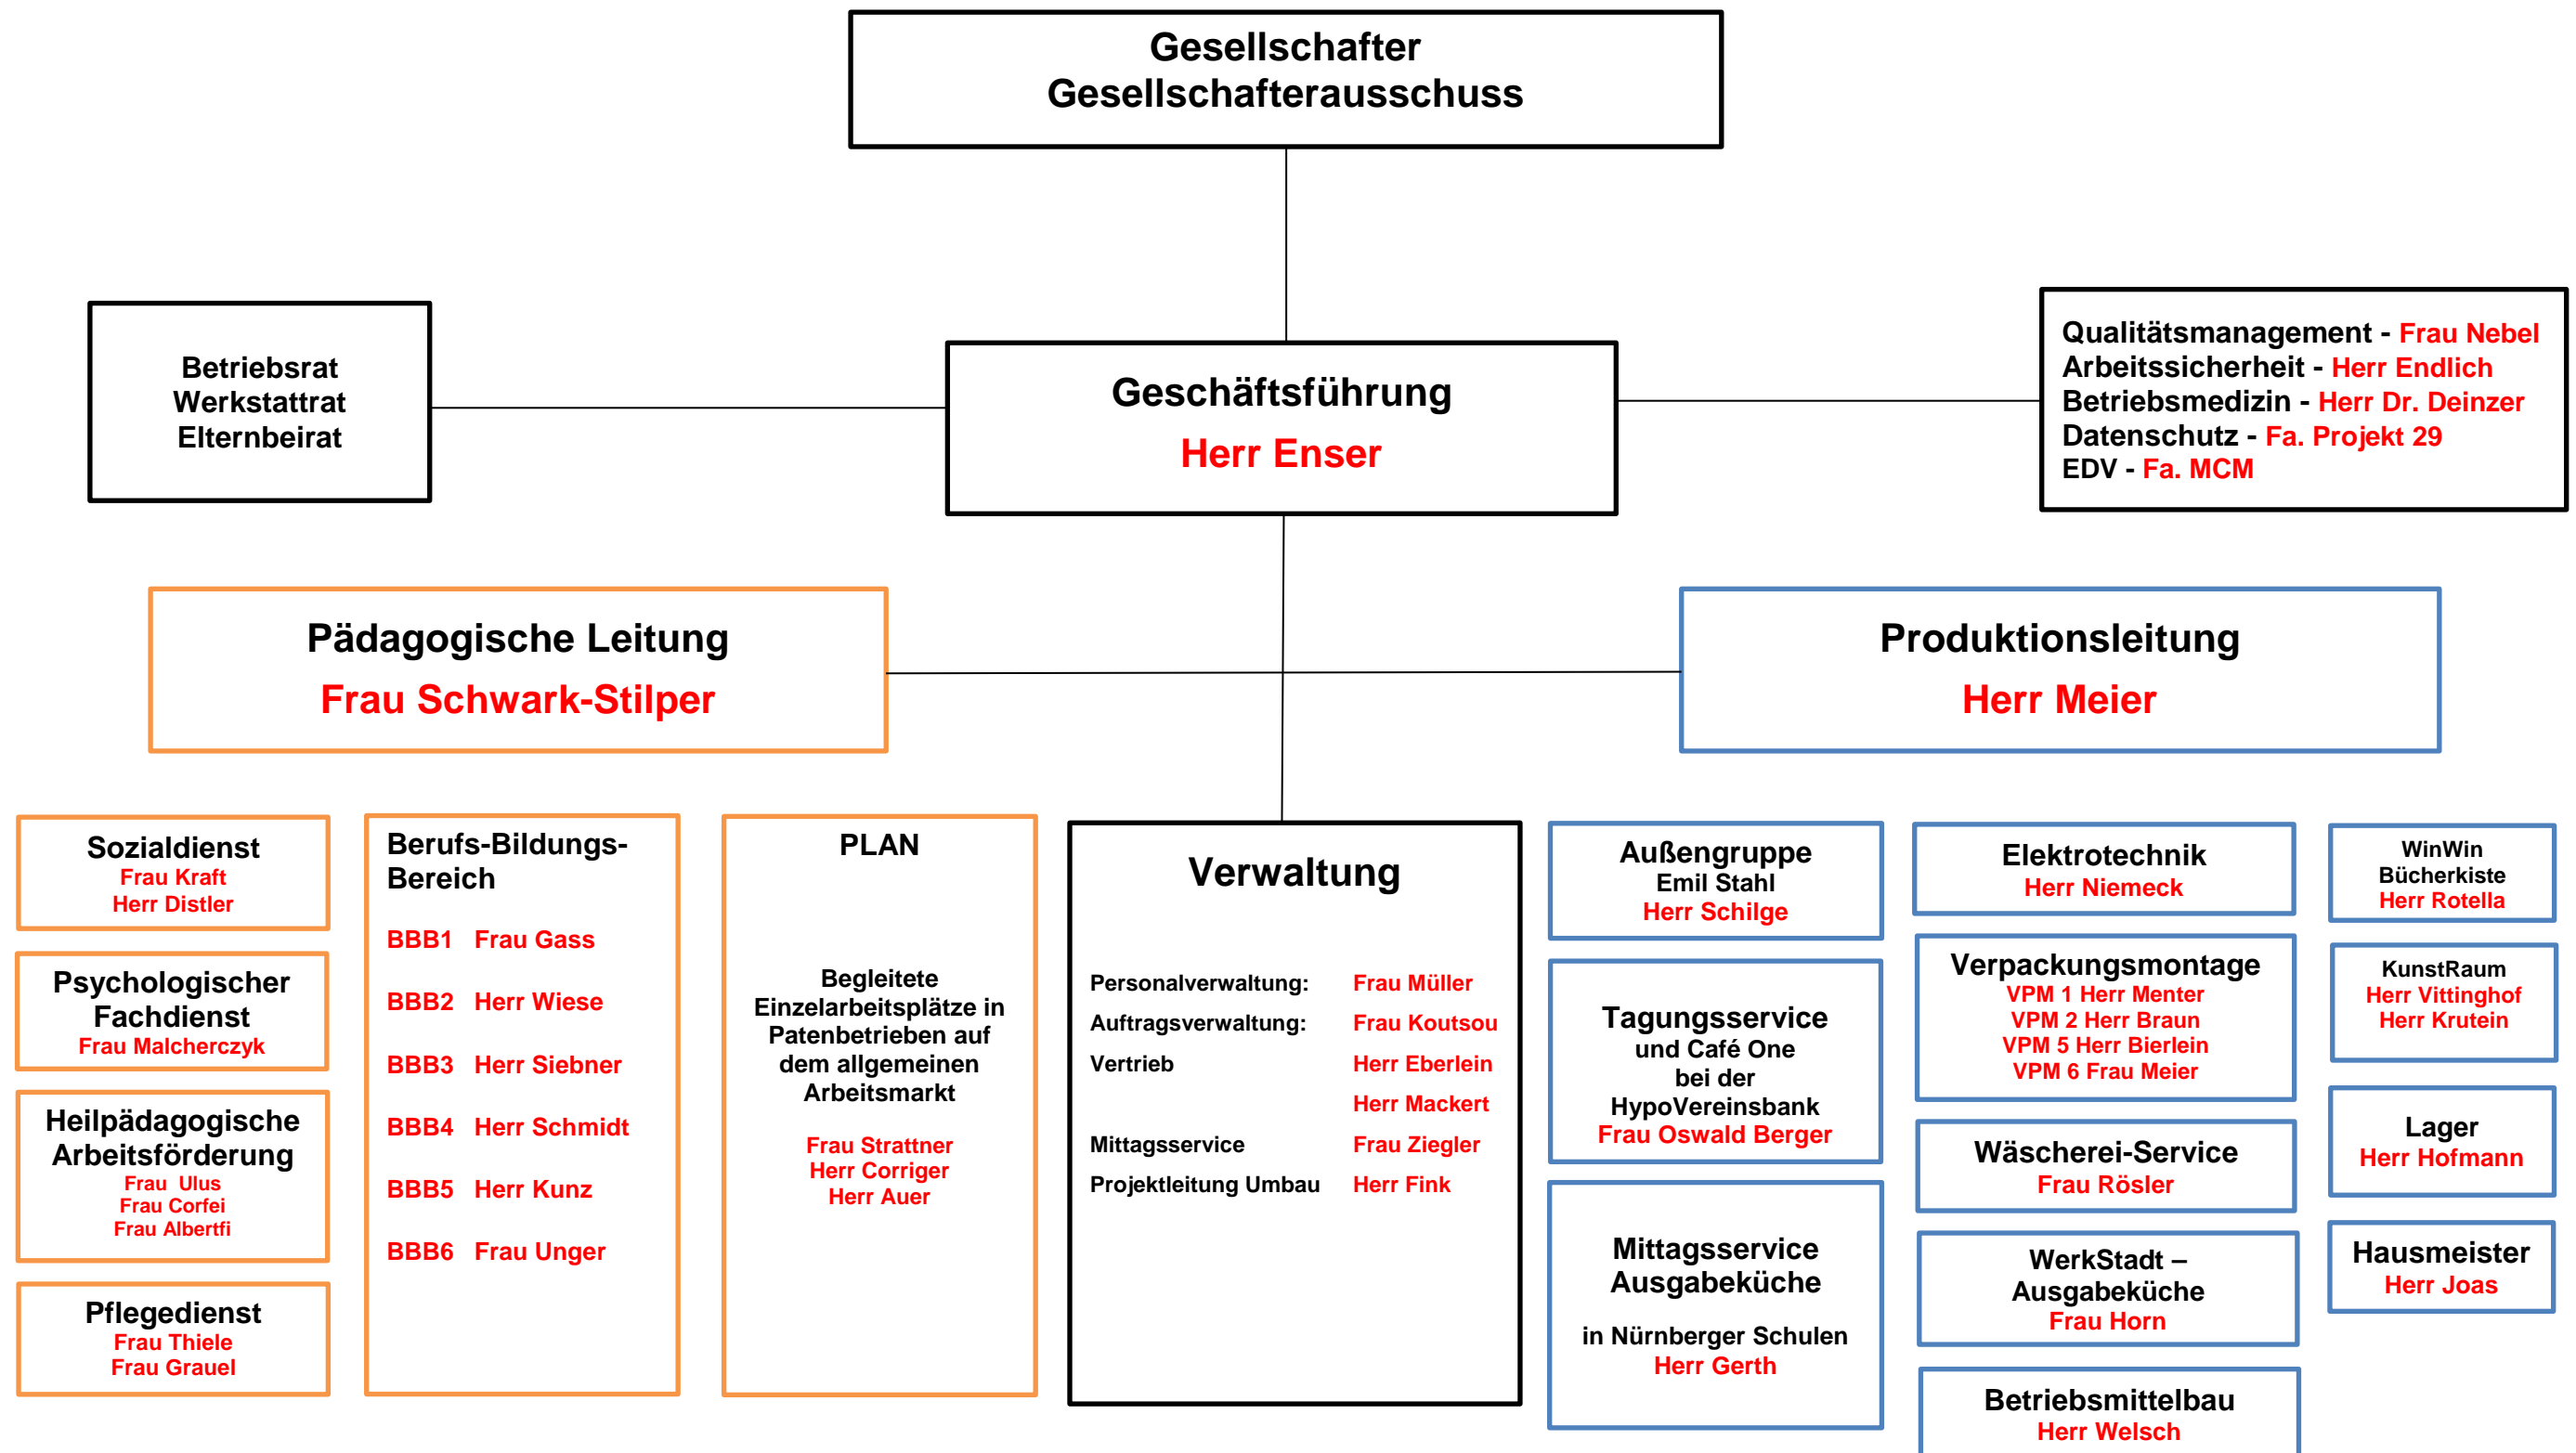 Gesellschafter
Gesellschafterausschuss
Betriebsrat
Werkstattrat
Elternbeirat
Geschäftsführung
Herr Enser
Qualitätsmanagement - Frau Nebel
Arbeitssicherheit - Herr Endlich
Betriebsmedizin - Herr Dr. Deinzer
Datenschutz - Fa. Projekt 29
EDV - Fa. MCM
Pädagogische Leitung
Frau Schwark-Stilper
Produktionsleitung
Herr Meier
Sozialdienst
Frau Kraft
Herr Distler
Psychologischer
Fachdienst
Frau Malcherczyk
Heilpädagogische
Arbeitsförderung
Frau Ulus
Frau Corfei
Frau Albertfi
Pflegedienst
Frau Thiele
Frau Grauel
Berufs-Bildungs-
Bereich
BBB1 Frau Gass
BBB2 Herr Wiese
BBB3 Herr Siebner
BBB4 Herr Schmidt
BBB5 Herr Kunz
BBB6 Frau Unger
PLAN
Begleitete
Einzelarbeitsplätze in
Patenbetrieben auf
dem allgemeinen
Arbeitsmarkt
Frau Strattner
Herr Corriger
Herr Auer
Verwaltung
Personalverwaltung: Frau Müller
Auftragsverwaltung: Frau Koutsou
Vertrieb Herr Eberlein
Herr Mackert
Mittagsservice Frau Ziegler
Projektleitung Umbau Herr Fink
Außengruppe
Emil Stahl
Herr Schilge
Tagungsservice
und Café One
bei der
HypoVereinsbank
Frau Oswald Berger
Mittagsservice
Ausgabeküche
in Nürnberger Schulen
Herr Gerth
Elektrotechnik
Herr Niemeck
Verpackungsmontage
VPM 1 Herr Menter
VPM 2 Herr Braun
VPM 5 Herr Bierlein
VPM 6 Frau Meier
Wäscherei-Service
Frau Rösler
WerkStadt –
Ausgabeküche
Frau Horn
Betriebsmittelbau
Herr Welsch
WinWin
Bücherkiste
Herr Rotella
KunstRaum
Herr Vittinghof
Herr Krutein
Lager
Herr Hofmann
Hausmeister
Herr Joas